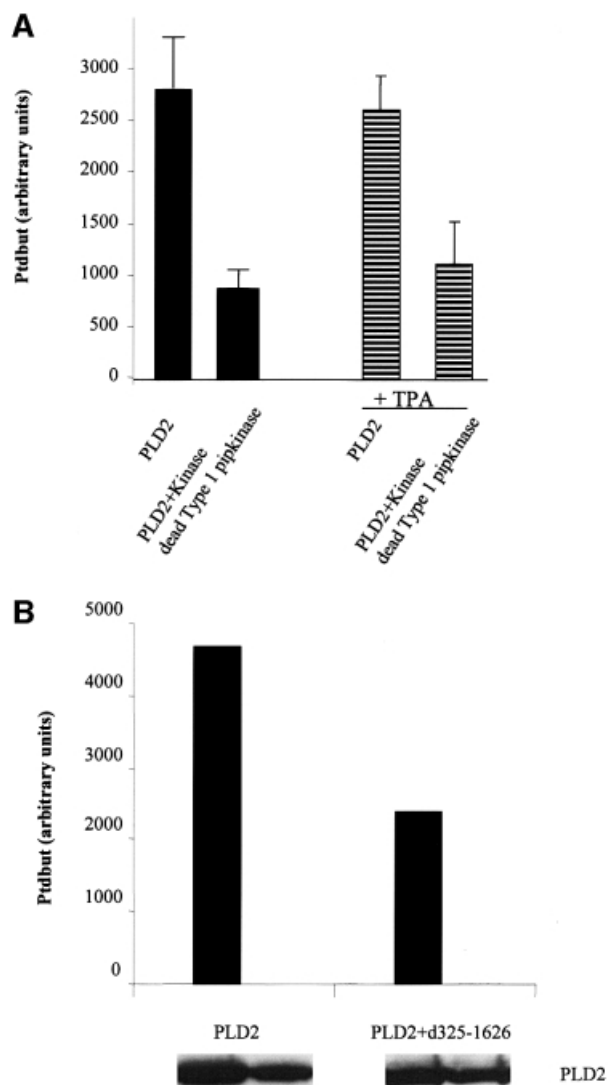 A
Ptdbut (arbitrary units)
3000
2500
2000
1500
1000
500
0
+ TPA
PLD2
PLD2+Kinase
dead Type 1 pipkinase
PLD2
PLD2+Kinase
dead Type 1 pipkinase
B
Ptdbut (arbitrary units)
5000
4000
3000
2000
1000
0
PLD2
PLD2+d325-1626
PLD2